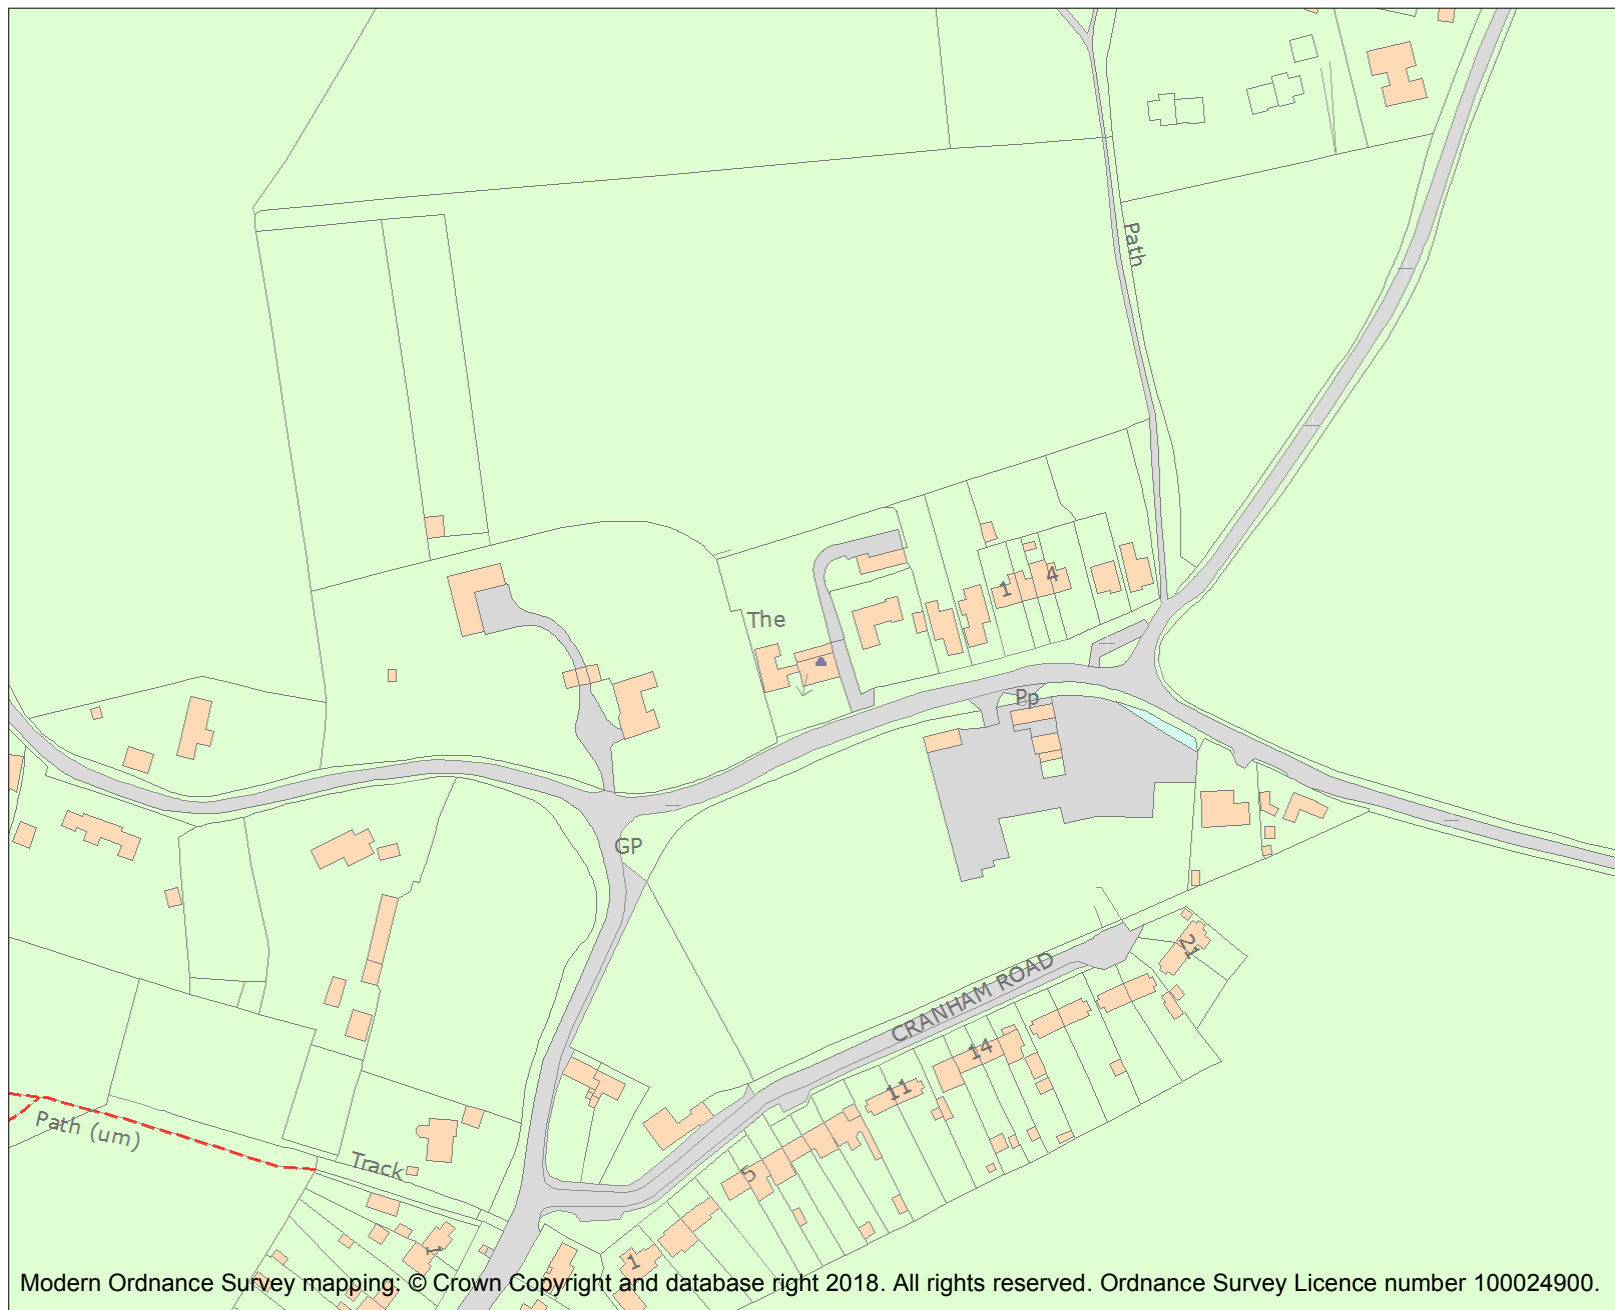 Path
1
4
The
Pp
GP
21
CRANHAM ROAD
14
11
Path (um)
Track
5
1
1
Modern Ordnance Survey mapping: © Crown Copyright and database right 2018. All rights reserved. Ordnance Survey Licence number 100024900.